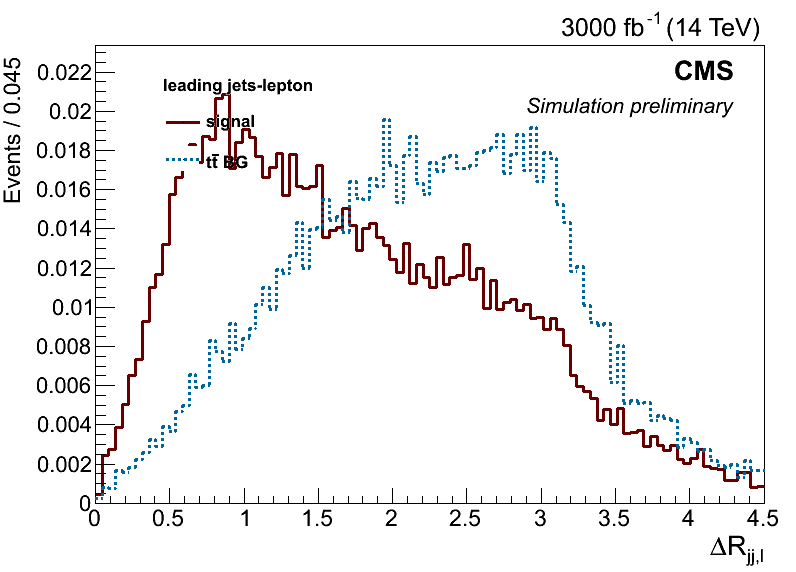 3000 fb-1 (14 TeV)
CMS
Simulation preliminary
Events / 0.045
leading jets-lepton
signal
tt̄ BG
0.022
0.02
0.018
0.016
0.014
0.012
0.01
0.008
0.006
0.004
0.002
0
0 0.5 1 1.5 2 2.5 3 3.5 4 4.5
ΔRjj,l